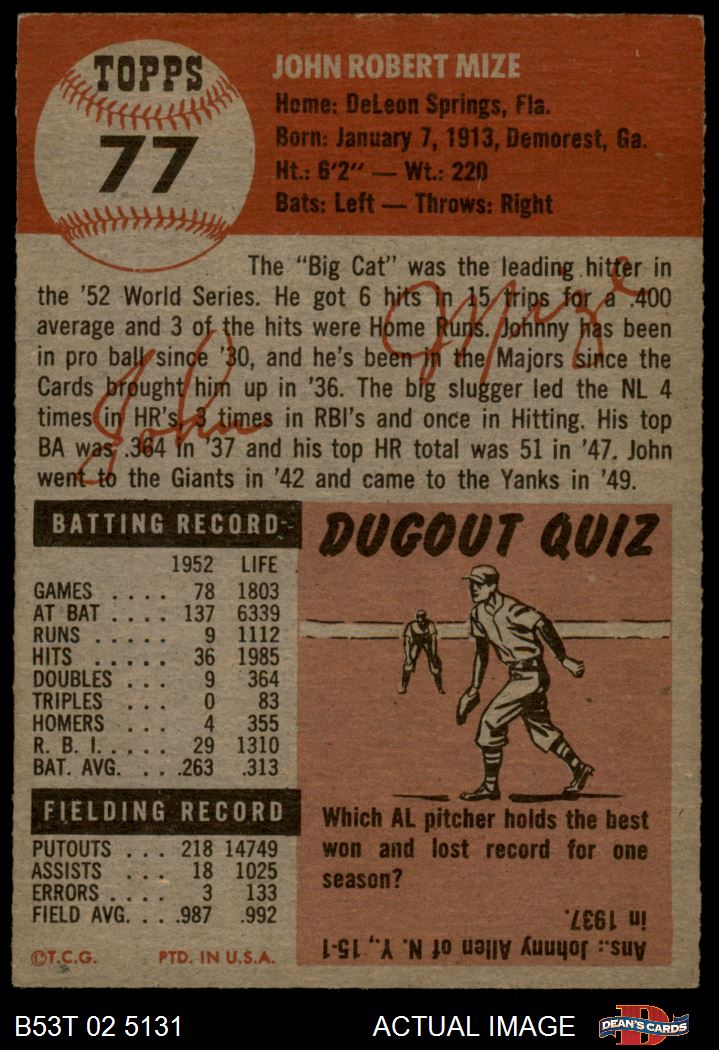 TOPPS
77
JOHN ROBERT MIZE
Home: DeLeon Springs, Fla.
Born: January 7, 1913, Demorest, Ga.
Ht.: 6'2" — Wt.: 220
Bats: Left — Throws: Right
The "Big Cat" was the leading hitter in
the '52 World Series. He got 6 hits in 15 trips for a .400
average and 3 of the hits were Home Runs. Johnny has been
in pro ball since '30, and he's been in the Majors since the
Cards brought him up in '36. The big slugger led the NL 4
times in HR's, 3 times in RBI's and once in Hitting. His top
BA was .364 in '37 and his top HR total was 51 in '47. John
went to the Giants in '42 and came to the Yanks in '49.
John Mize
BATTING RECORD
1952 LIFE
GAMES .... 78 1803
AT BAT ... 137 6339
RUNS ..... 9 1112
HITS ..... 36 1985
DOUBLES ... 9 364
TRIPLES ... 0 83
HOMERS ... 4 355
R. B. I. .... 29 1310
BAT. AVG. ... .263 .313
FIELDING RECORD
PUTOUTS ... 218 14749
ASSISTS ... 18 1025
ERRORS .... 3 133
FIELD AVG. .. .987 .992
©T.C.G. PTD. IN U.S.A.
DUGOUT QUIZ
Which AL pitcher holds the best
won and lost record for one
season?
Ans.: Johnny Allen of N. Y., 15-1
in 1937.
B53T 02 5131
ACTUAL IMAGE
D
DEAN'S CARDS